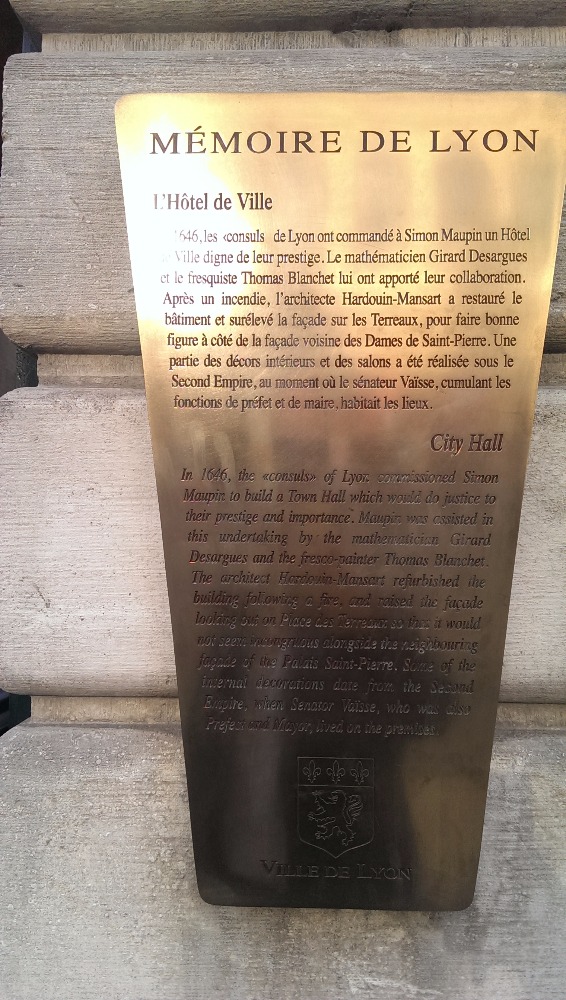 MÉMOIRE DE LYON
L'Hôtel de Ville
1646, les «consuls de Lyon ont commandé à Simon Maupin un Hôtel
de Ville digne de leur prestige. Le mathématicien Girard Desargues
et le fresquiste Thomas Blanchet lui ont apporté leur collaboration.
Après un incendie, l'architecte Hardouin-Mansart a restauré le
bâtiment et surélevé la façade sur les Terreaux, pour faire bonne
figure à côté de la façade voisine des Dames de Saint-Pierre. Une
partie des décors intérieurs et des salons a été réalisée sous le
Second Empire, au moment où le sénateur Vaïsse, cumulant les
fonctions de préfet et de maire, habitait les lieux.
City Hall
In 1646, the «consuls» of Lyon commissioned Simon
Maupin to build a Town Hall which would do justice to
their prestige and importance. Maupin was assisted in
this undertaking by the mathematician Girard
Desargues and the fresco-painter Thomas Blanchet.
The architect Hardouin-Mansart refurbished the
building following a fire, and raised the façade
looking out on Place des Terreaux so that it would
not seem incongruous alongside the neighbouring
façade of the Palais Saint-Pierre. Some of the
internal decorations date from the Second
Empire, when Senator Vaïsse, who was also
Prefect and Mayor, lived on the premises.
VILLE DE LYON